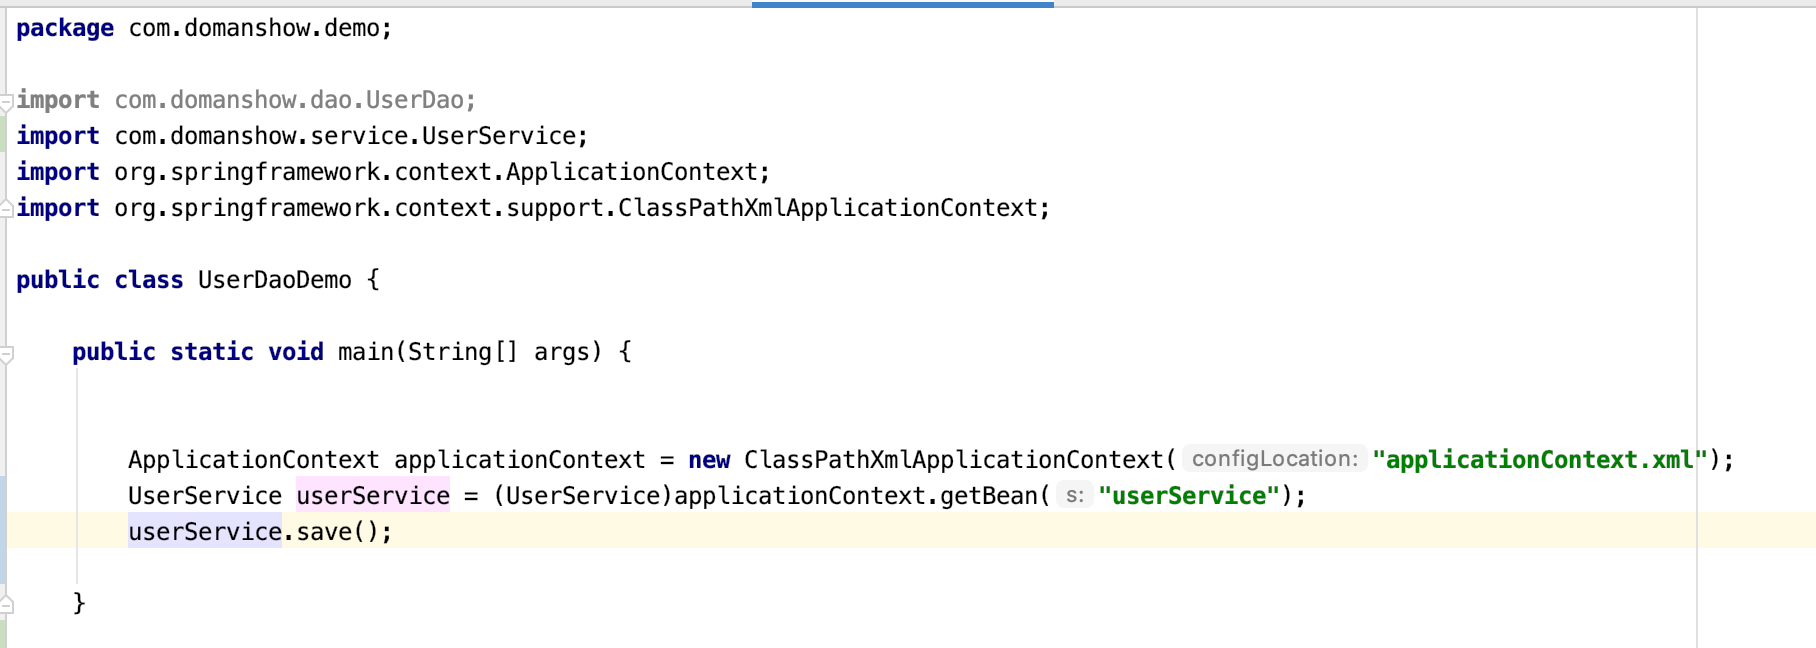 package com.domanshow.demo;
import com.domanshow.dao.UserDao;
import com.domanshow.service.UserService;
import org.springframework.context.ApplicationContext;
import org.springframework.context.support.ClassPathXmlApplicationContext;
public class UserDaoDemo {
public static void main(String[] args) {
ApplicationContext applicationContext = new ClassPathXmlApplicationContext( configLocation: "applicationContext.xml");
UserService userService = (UserService)applicationContext.getBean( s: "userService");
userService.save();
}